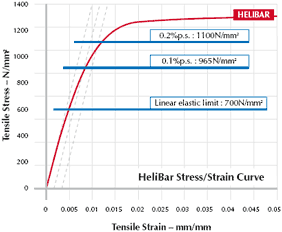 Tensile Stress – N/mm²
1400
1300
1200
1000
800
600
400
200
0
HELIBAR
0.2%p.s. : 1100N/mm²
0.1%p.s. : 965N/mm²
Linear elastic limit : 700N/mm²
HeliBar Stress/Strain Curve
0 0.005 0.01 0.015 0.02 0.025 0.03 0.035 0.04 0.045 0.05
Tensile Strain – mm/mm